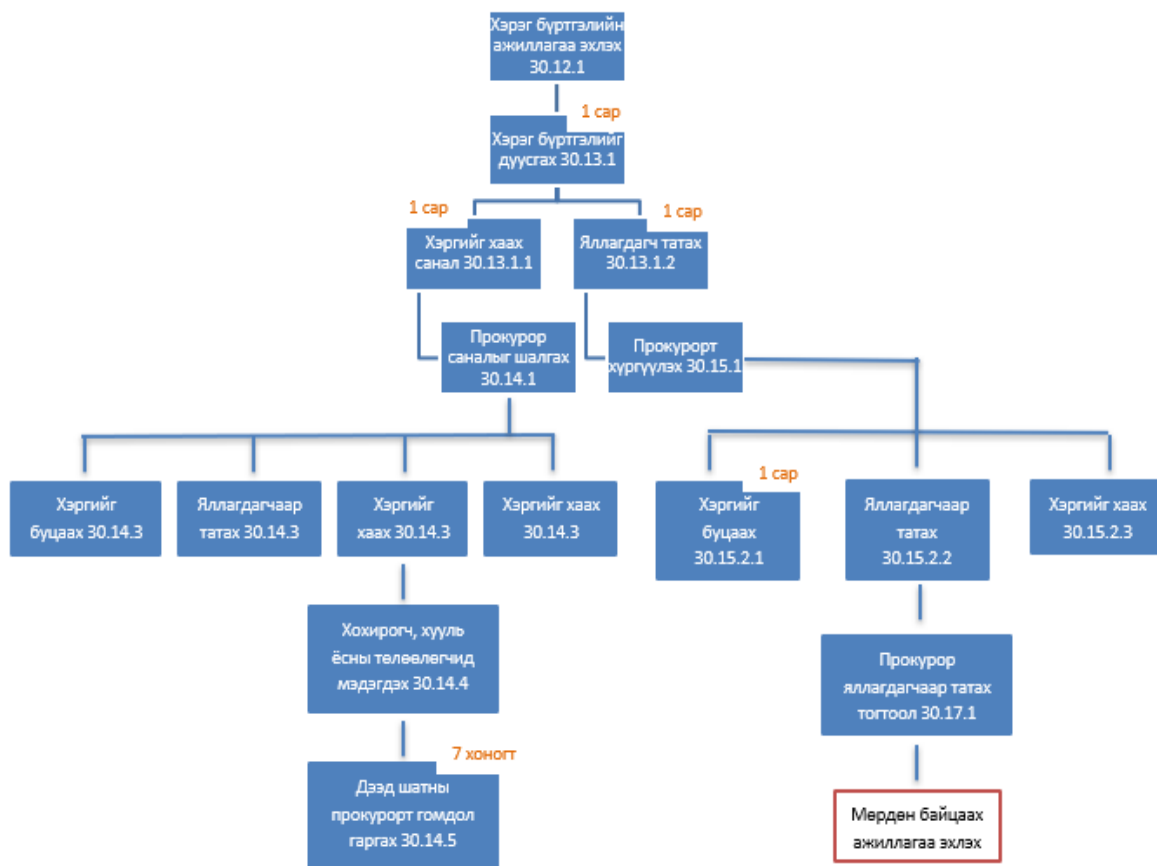 Хэрэг бүртгэлийн
ажиллагаа эхлэх
30.12.1
1 сар
Хэрэг бүртгэлийг
дуусгах 30.13.1
1 сар
Хэргийг хаах
санал 30.13.1.1
1 сар
Яллагдагч татах
30.13.1.2
Прокурор
саналыг шалгах
30.14.1
Прокурорт
хүргүүлэх 30.15.1
Хэргийг
буцаах 30.14.3
Яллагдагчаар
татах 30.14.3
Хэргийг
хаах 30.14.3
Хэргийг хаах
30.14.3
1 сар
Хэргийг
буцаах
30.15.2.1
Яллагдагчаар
татах
30.15.2.2
Хэргийг хаах
30.15.2.3
Хохирогч, хууль
ёсны төлөөлөгчид
мэдэгдэх 30.14.4
Прокурор
яллагдагчаар татах
тогтоол 30.17.1
7 хоногт
Дээд шатны
прокурорт гомдол
гаргах 30.14.5
Мөрдөн байцаах
ажиллагаа эхлэх